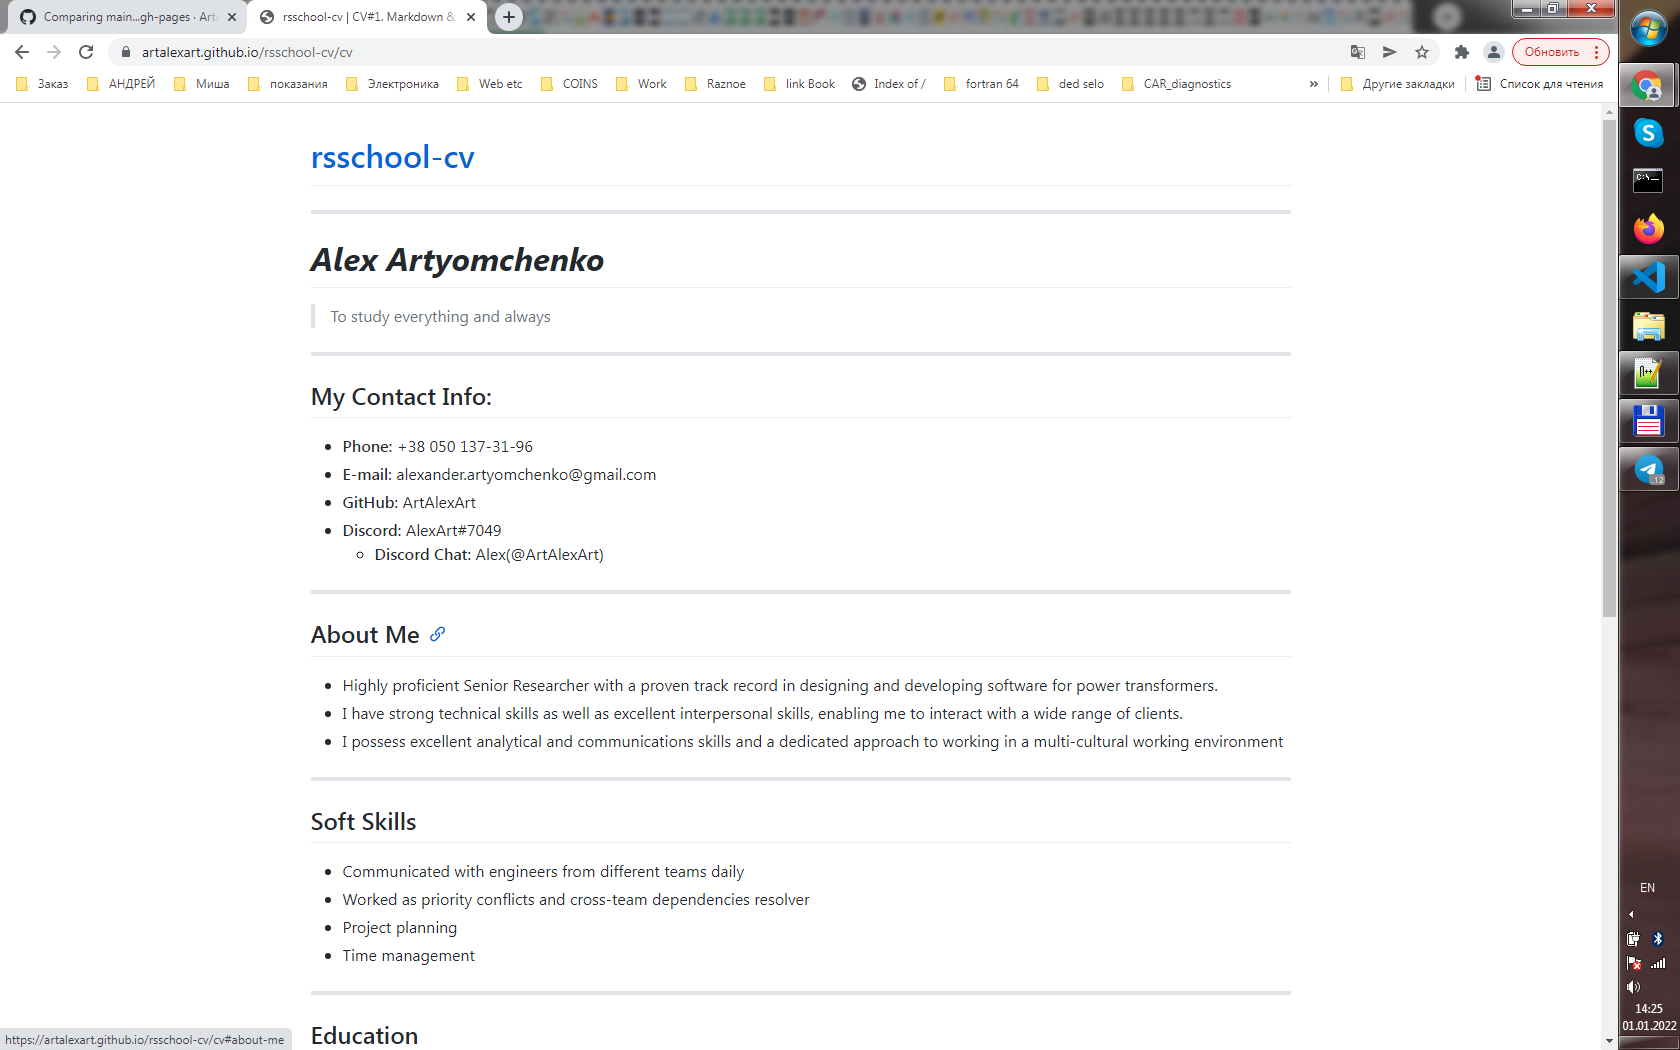 Comparing main...gh-pages · Art
rsschool-cv | CV#1. Markdown &
artalexart.github.io/rsschool-cv/cv
Обновить
Заказ
АНДРЕЙ
Миша
показания
Электроника
Web etc
COINS
Work
Raznoe
link Book
Index of /
fortran 64
ded selo
CAR_diagnostics
»
Другие закладки
Список для чтения
rsschool-cv
Alex Artyomchenko
To study everything and always
My Contact Info:
Phone: +38 050 137-31-96
E-mail: alexander.artyomchenko@gmail.com
GitHub: ArtAlexArt
Discord: AlexArt#7049
Discord Chat: Alex(@ArtAlexArt)
About Me
Highly proficient Senior Researcher with a proven track record in designing and developing software for power transformers.
I have strong technical skills as well as excellent interpersonal skills, enabling me to interact with a wide range of clients.
I possess excellent analytical and communications skills and a dedicated approach to working in a multi-cultural working environment
Soft Skills
Communicated with engineers from different teams daily
Worked as priority conflicts and cross-team dependencies resolver
Project planning
Time management
Education
https://artalexart.github.io/rsschool-cv/cv#about-me
EN
14:25
01.01.2022